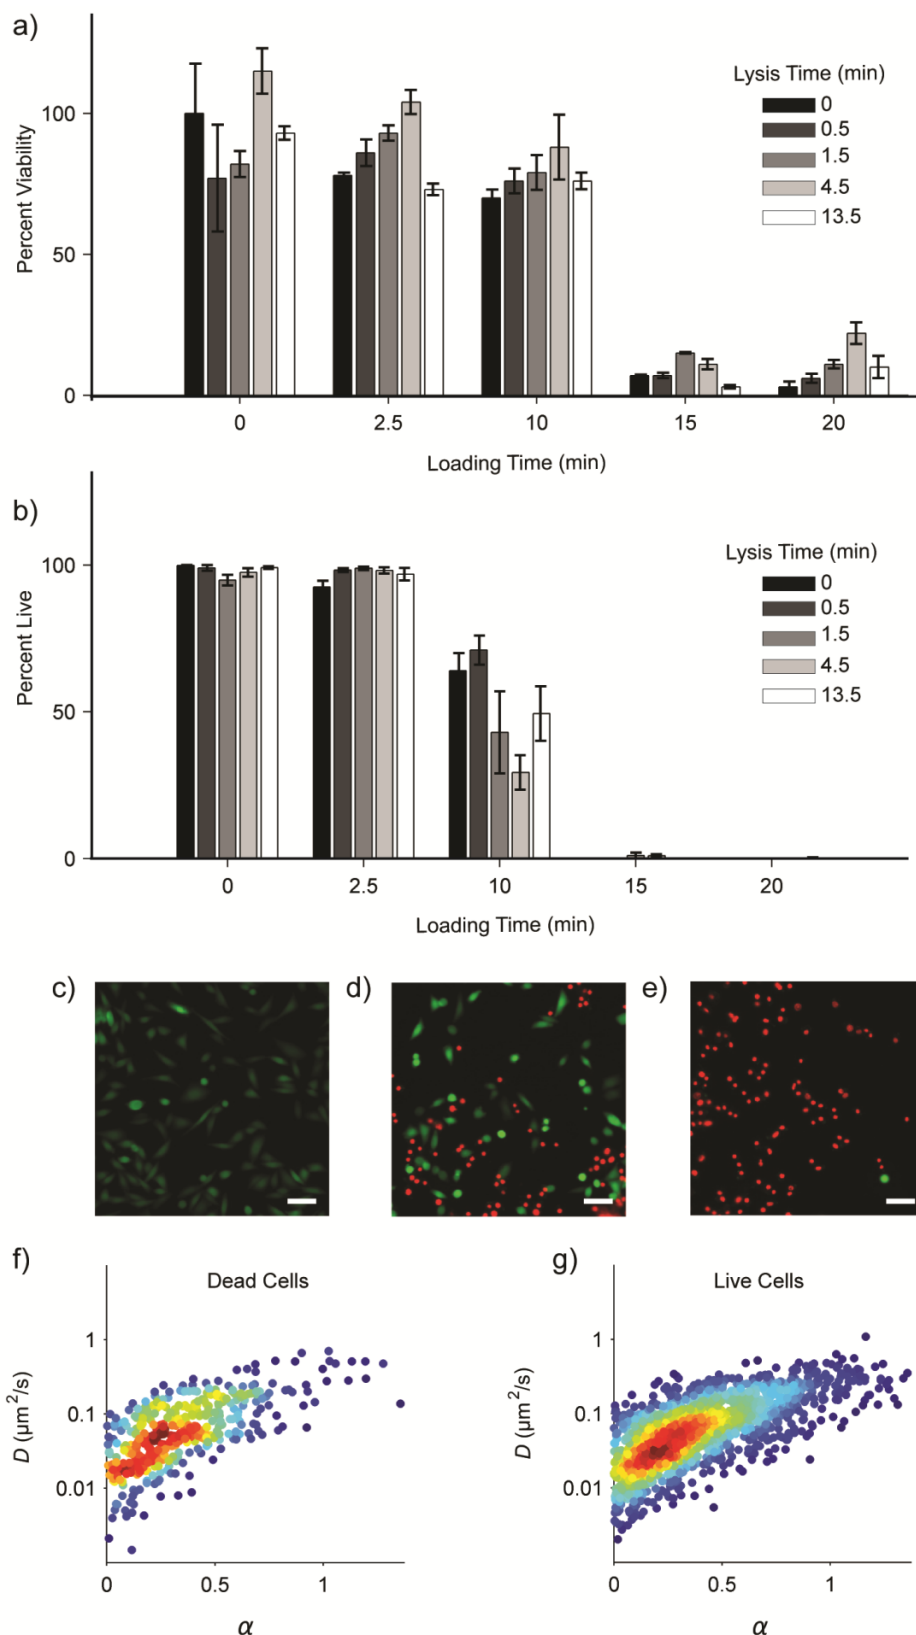 a)
Percent Viability
100
50
0
Lysis Time (min)
0
0.5
1.5
4.5
13.5
0 2.5 10 15 20
Loading Time (min)
b)
Percent Live
100
50
0
Lysis Time (min)
0
0.5
1.5
4.5
13.5
0 2.5 10 15 20
Loading Time (min)
c) d) e)
f)
Dead Cells
D (μm²/s)
1
0.1
0.01
0 0.5 1
α
g)
Live Cells
D (μm²/s)
1
0.1
0.01
0 0.5 1
α